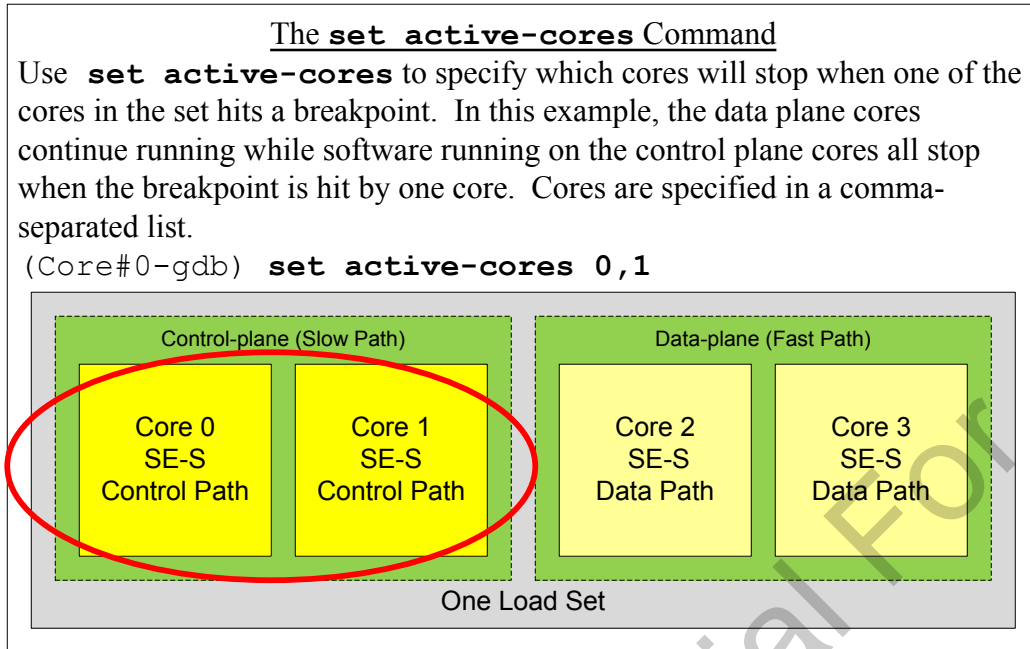 The set active-cores Command
Use set active-cores to specify which cores will stop when one of the
cores in the set hits a breakpoint. In this example, the data plane cores
continue running while software running on the control plane cores all stop
when the breakpoint is hit by one core. Cores are specified in a comma-
separated list.
(Core#0-gdb) set active-cores 0,1
Control-plane (Slow Path)
Core 0
SE-S
Control Path
Core 1
SE-S
Control Path
Data-plane (Fast Path)
Core 2
SE-S
Data Path
Core 3
SE-S
Data Path
One Load Set
ial For